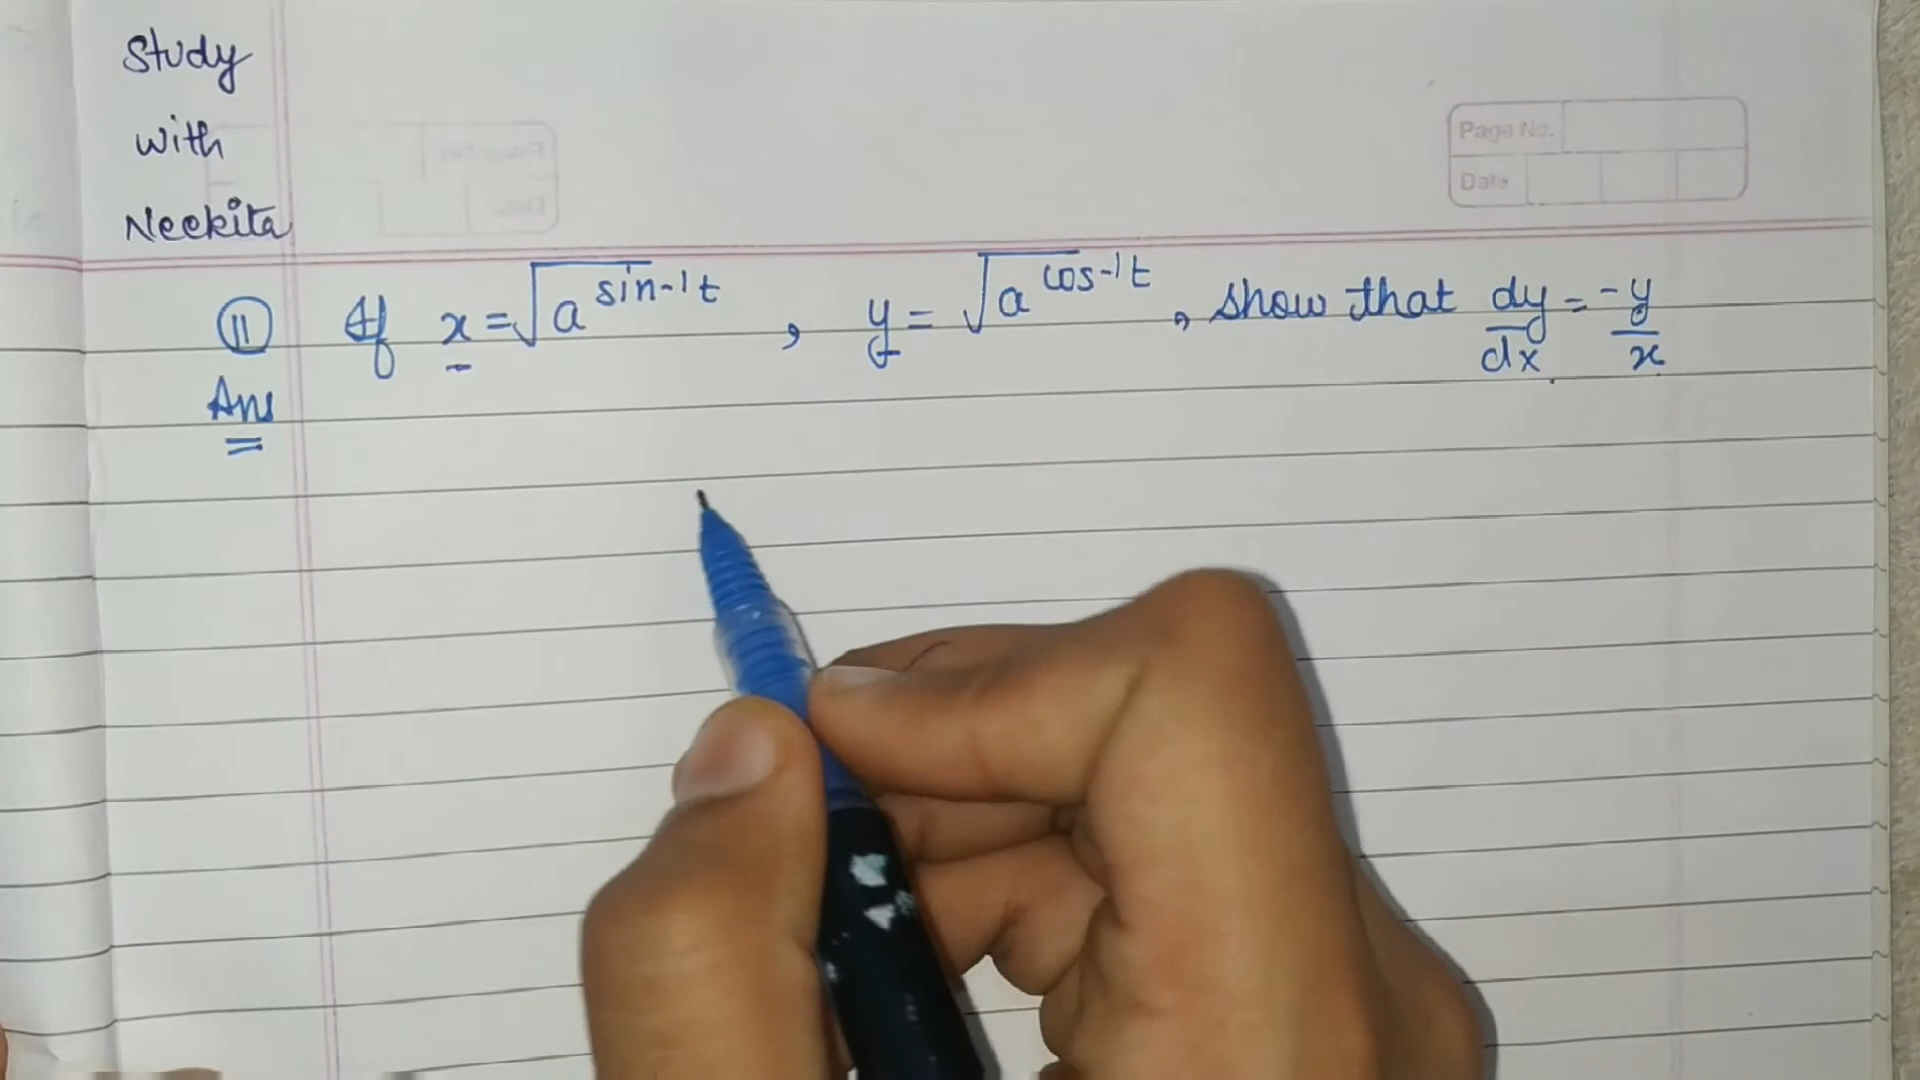 Study
with
Neekita
Page No.
Date
11 If x = √a^sin-1t , y = √a^cos-1t , show that dy/dx = -y/x
Ans